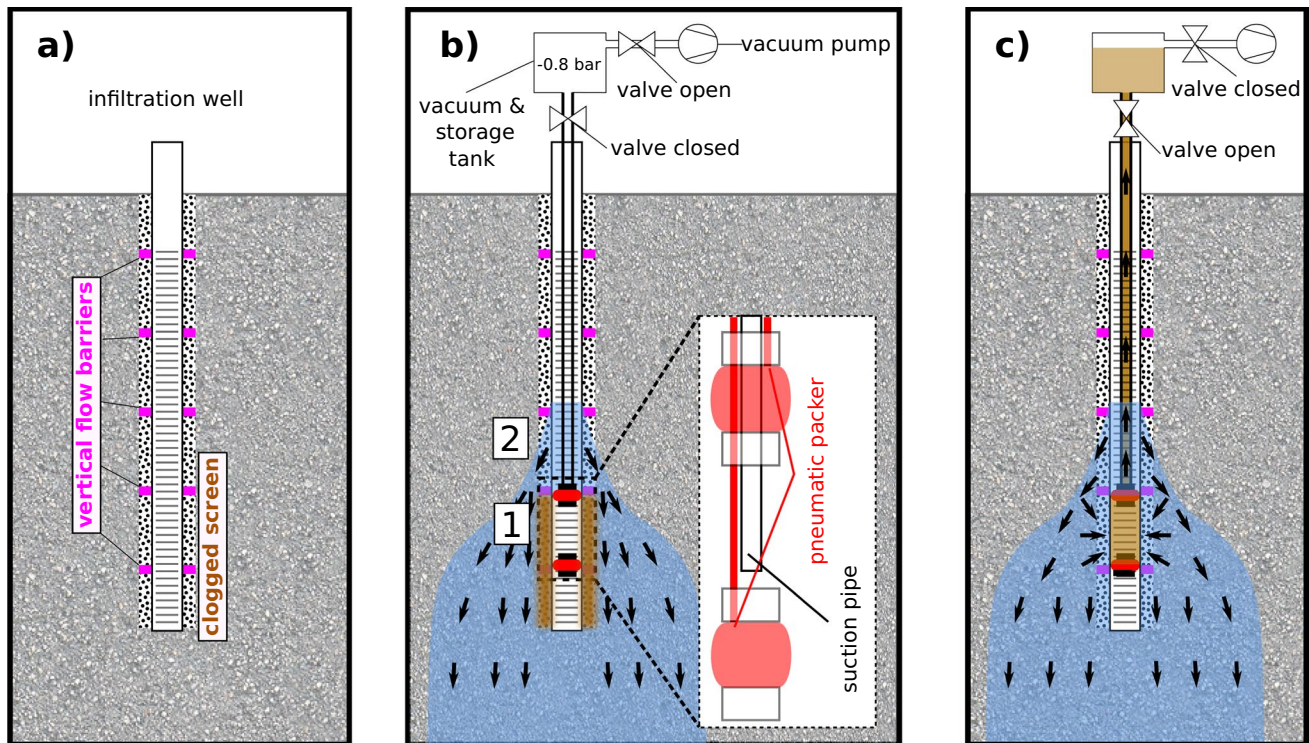 a)
infiltration well
vertical flow barriers
clogged screen
b)
-0.8 bar
vacuum pump
valve open
vacuum &
storage
tank
valve closed
2
1
pneumatic packer
suction pipe
c)
valve closed
valve open